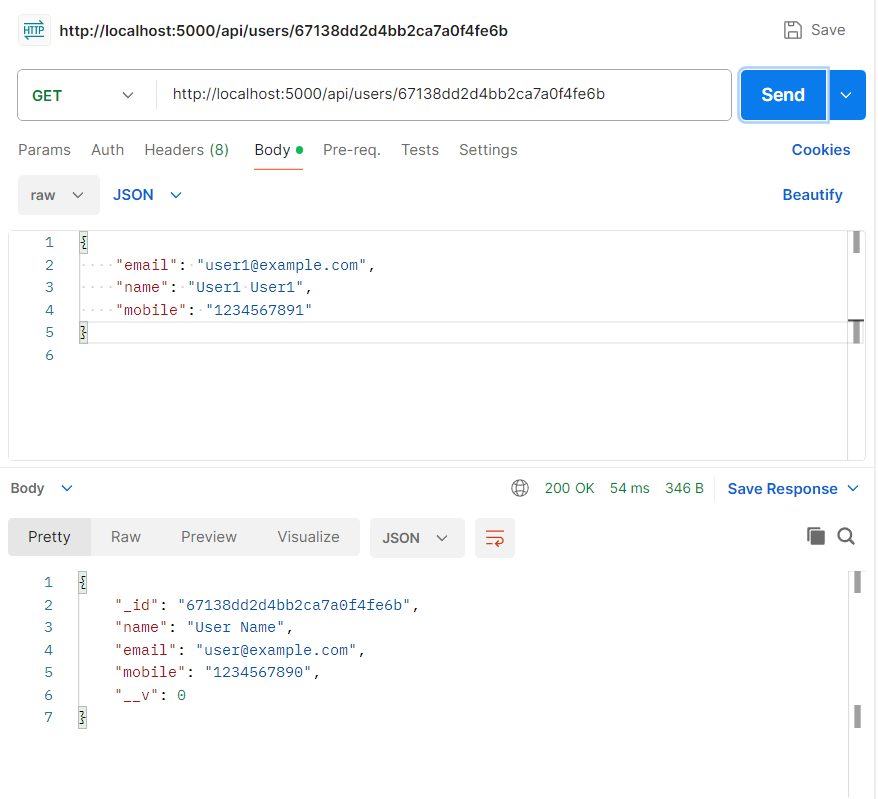 HTTP http://localhost:5000/api/users/67138dd2d4bb2ca7a0f4fe6b Save
GET http://localhost:5000/api/users/67138dd2d4bb2ca7a0f4fe6b Send
Params Auth Headers (8) Body Pre-req. Tests Settings Cookies
raw JSON Beautify
1 {
2 "email": "user1@example.com",
3 "name": "User1 User1",
4 "mobile": "1234567891"
5 }
6
Body 200 OK 54 ms 346 B Save Response
Pretty Raw Preview Visualize JSON
1 {
2 "_id": "67138dd2d4bb2ca7a0f4fe6b",
3 "name": "User Name",
4 "email": "user@example.com",
5 "mobile": "1234567890",
6 "__v": 0
7 }